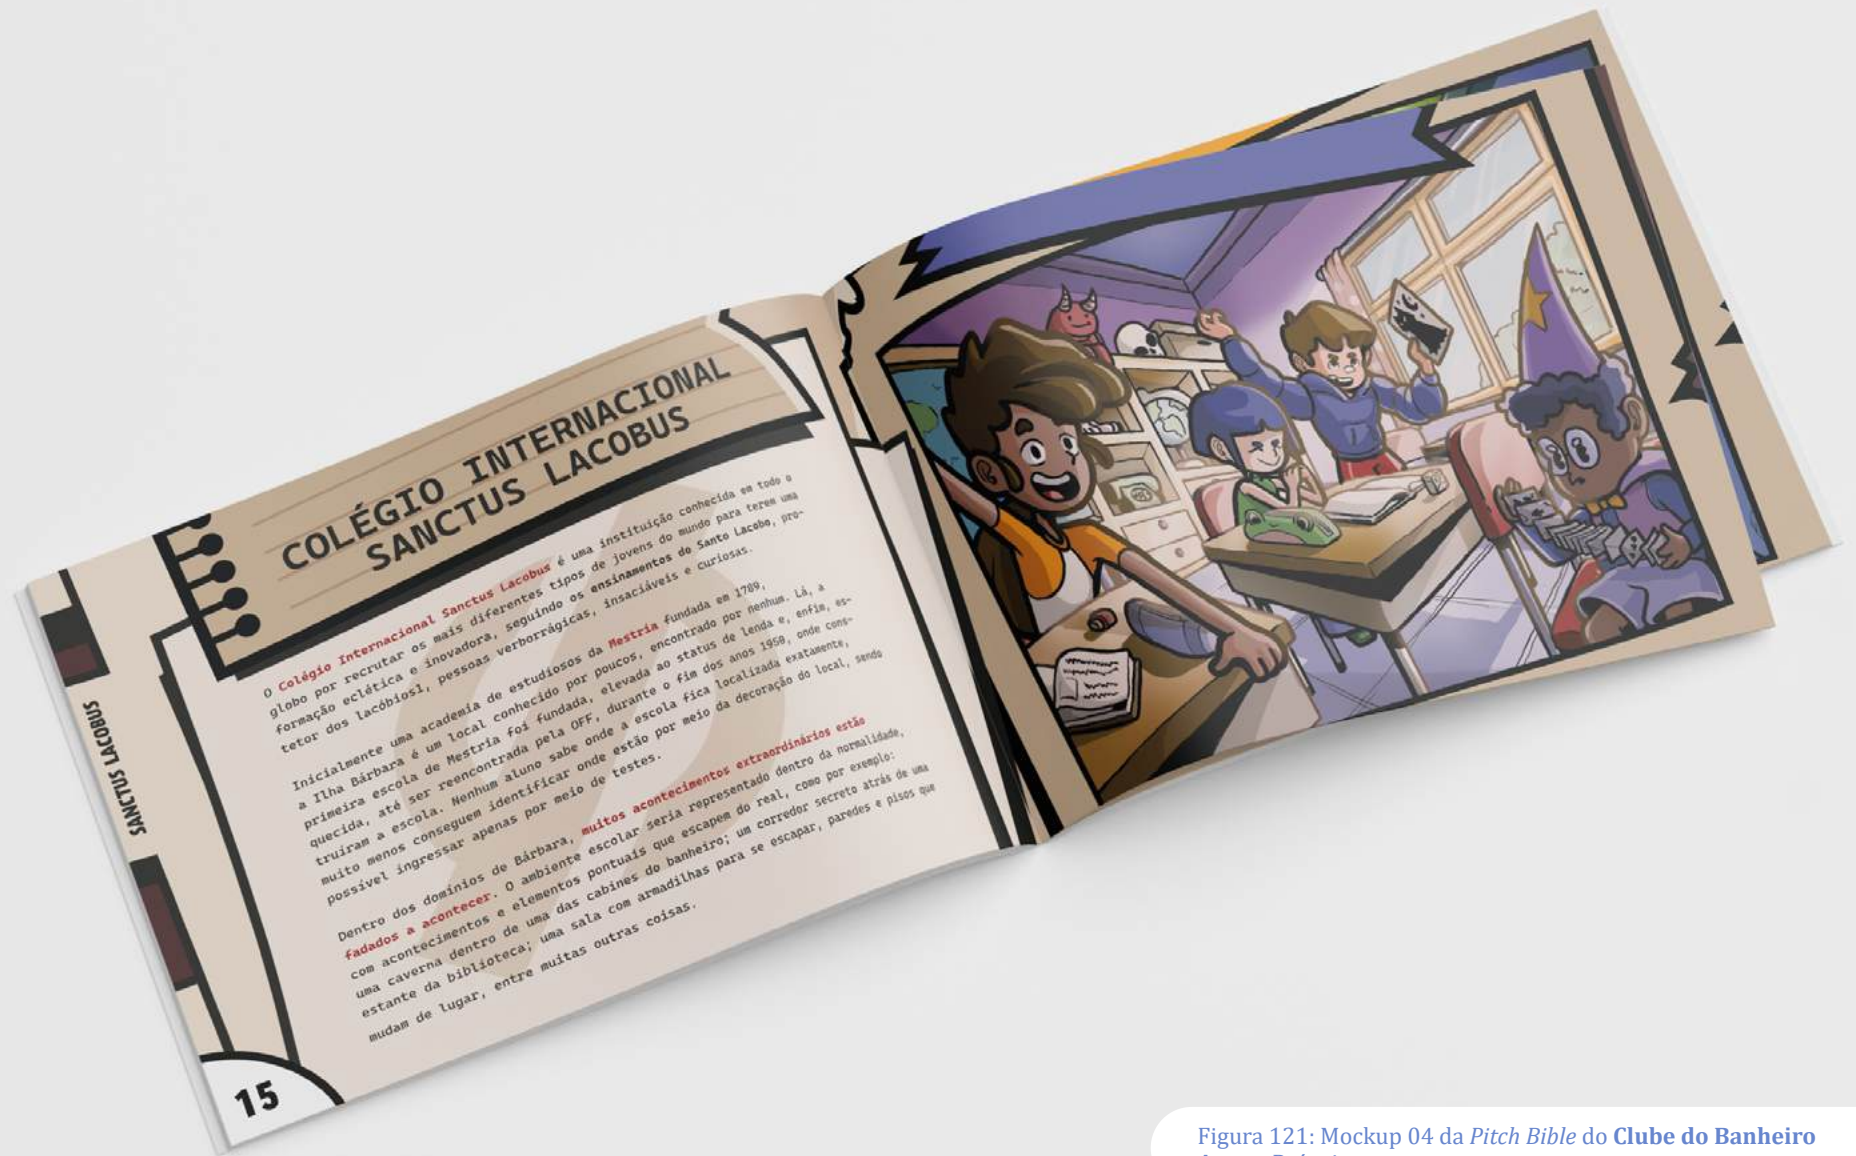 COLÉGIO INTERNACIONAL
SANCTUS LACOBUS
O Colégio Internacional Sanctus Lacobus é uma instituição conhecida em todo o
globo por recrutar os mais diferentes tipos de jovens do mundo para terem uma
formação eclética e inovadora, seguindo os ensinamentos do Santo Lacobo, pro-
tetor dos lacóbiosl, pessoas verborrágicas, insaciáveis e curiosas.
Inicialmente uma academia de estudiosos da Mestria fundada em 1789,
a Ilha Bárbara é um local conhecido por poucos, encontrado por nenhum. Lá, a
primeira escola de Mestria foi fundada, elevada ao status de lenda e, enfim, es-
quecida, até ser reencontrada pela OFF, durante o fim dos anos 1950, onde cons-
truiram a escola. Nenhum aluno sabe onde a escola fica localizada exatamente,
muito menos conseguem identificar onde estão por meio da decoração do local, sendo
possível ingressar apenas por meio de testes.
Dentro dos domínios de Bárbara, muitos acontecimentos extraordinários estão
fadados a acontecer. O ambiente escolar seria representado dentro da normalidade,
com acontecimentos e elementos pontuais que escapem do real, como por exemplo:
uma caverna dentro de uma das cabines do banheiro; um corredor secreto atrás de uma
estante da biblioteca; uma sala com armadilhas para se escapar, paredes e pisos que
mudam de lugar, entre muitas outras coisas.
SANCTUS LACOBUS
15
Figura 121: Mockup 04 da Pitch Bible do Clube do Banheiro